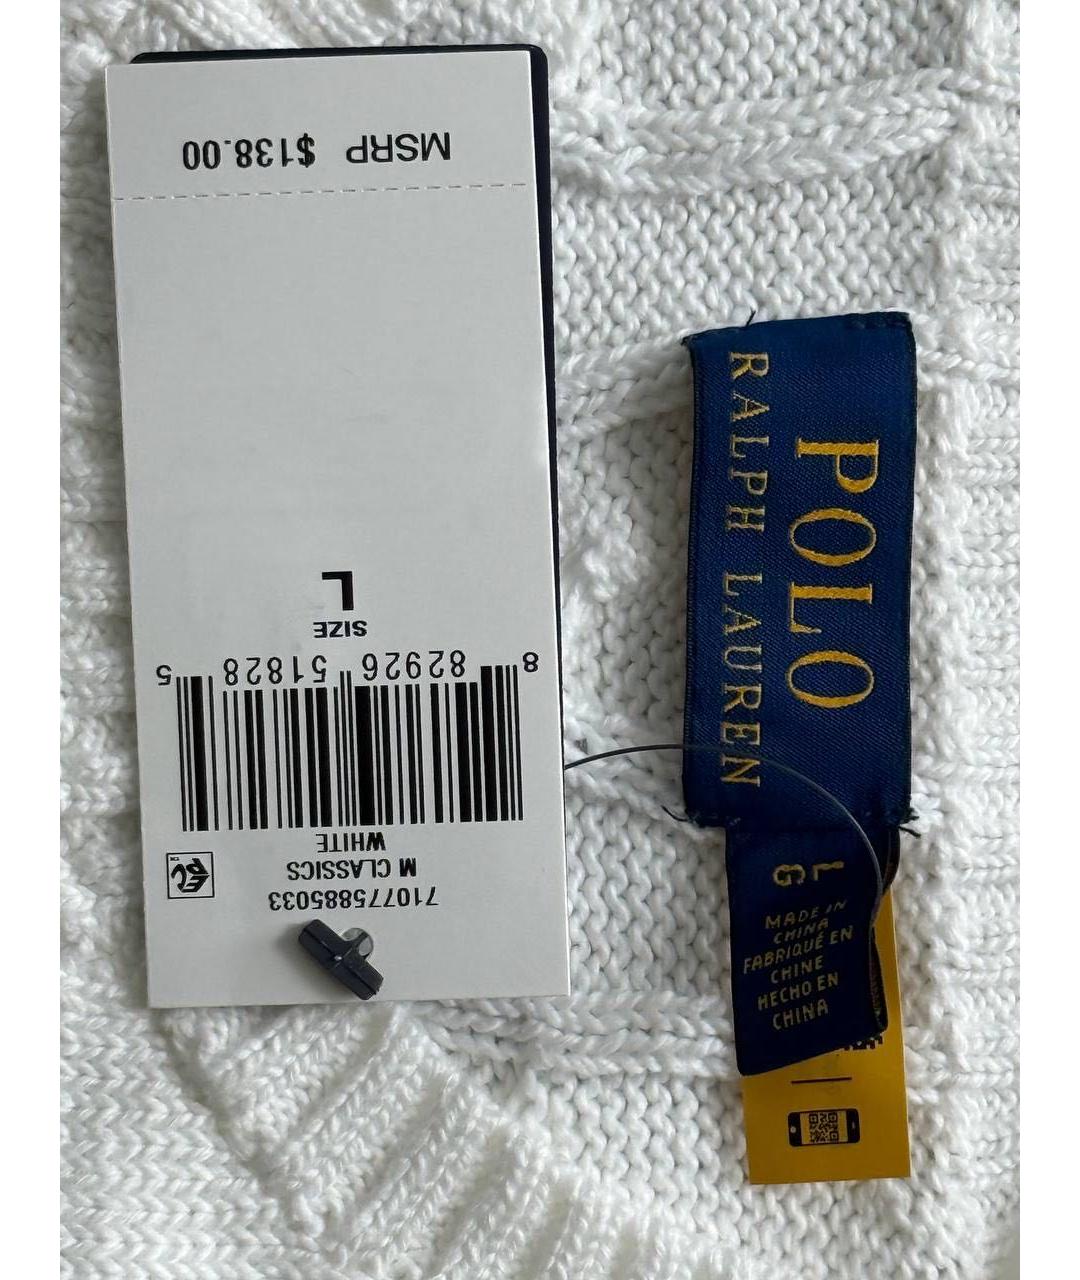 710775885033
M CLASSICS
WHITE
8 82926 51828 5
SIZE
L
MSRP $138.00
POLO
RALPH LAUREN
L
G
MADE IN
CHINA
FABRIQUÉ EN
CHINE
HECHO EN
CHINA